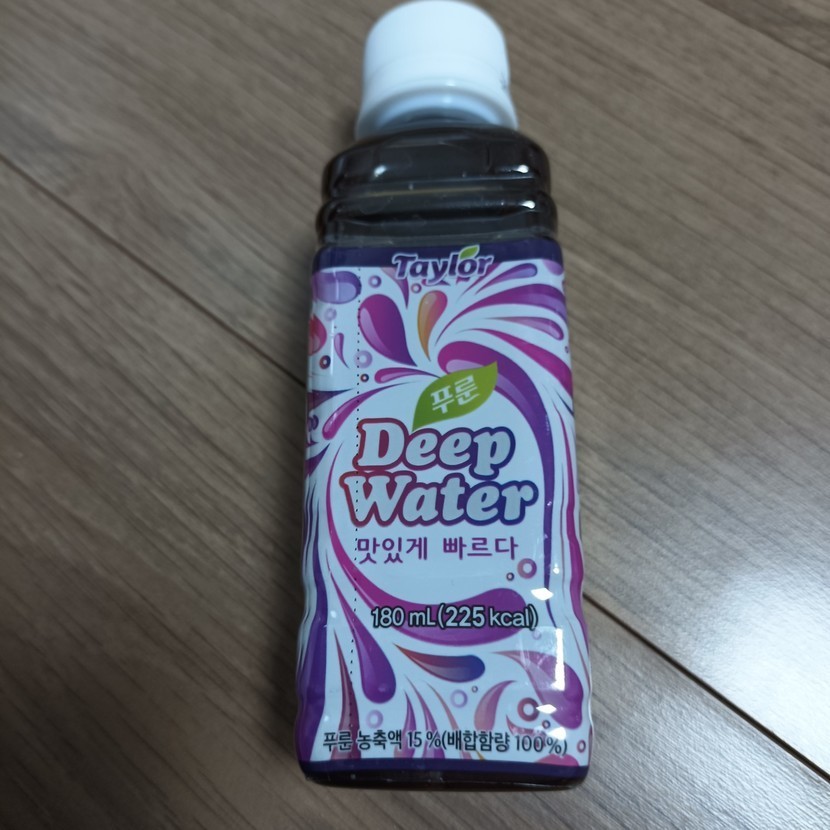 Taylor
푸룬
Deep
Water
맛있게 빠르다
180 mL(225 kcal)
푸룬 농축액 15 %(배합함량 100%)